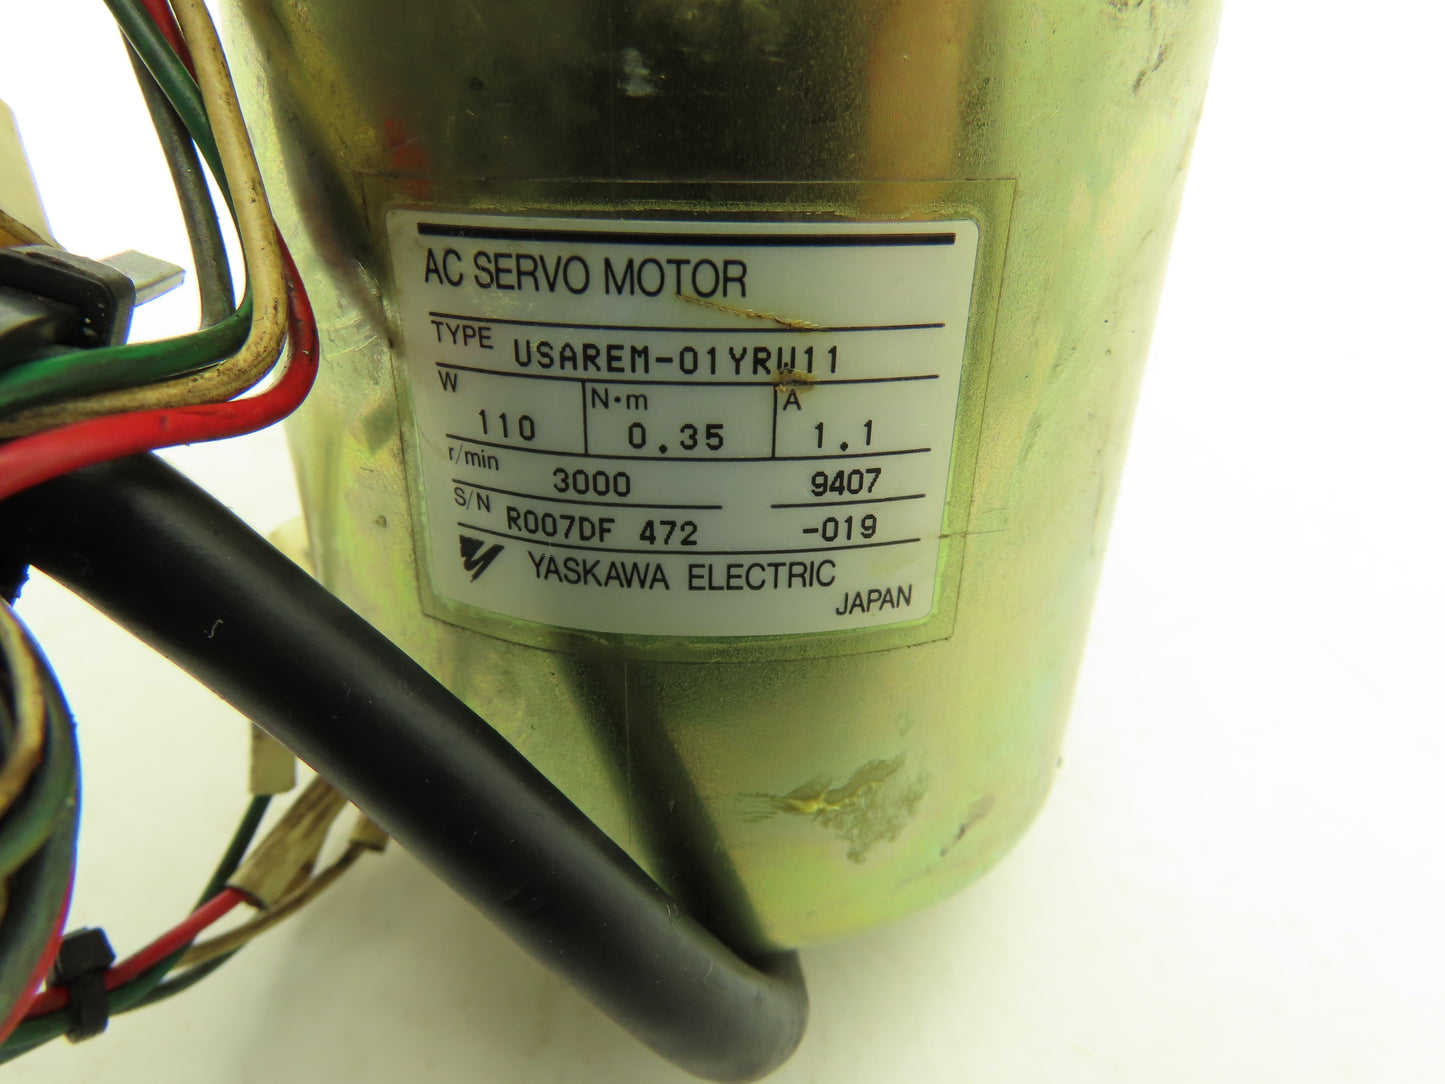 AC SERVO MOTOR
TYPE USAREM-01YRW11
W N·m A
110 0.35 1.1
r/min 3000 9407
S/N R007DF 472 -019
YASKAWA ELECTRIC
JAPAN